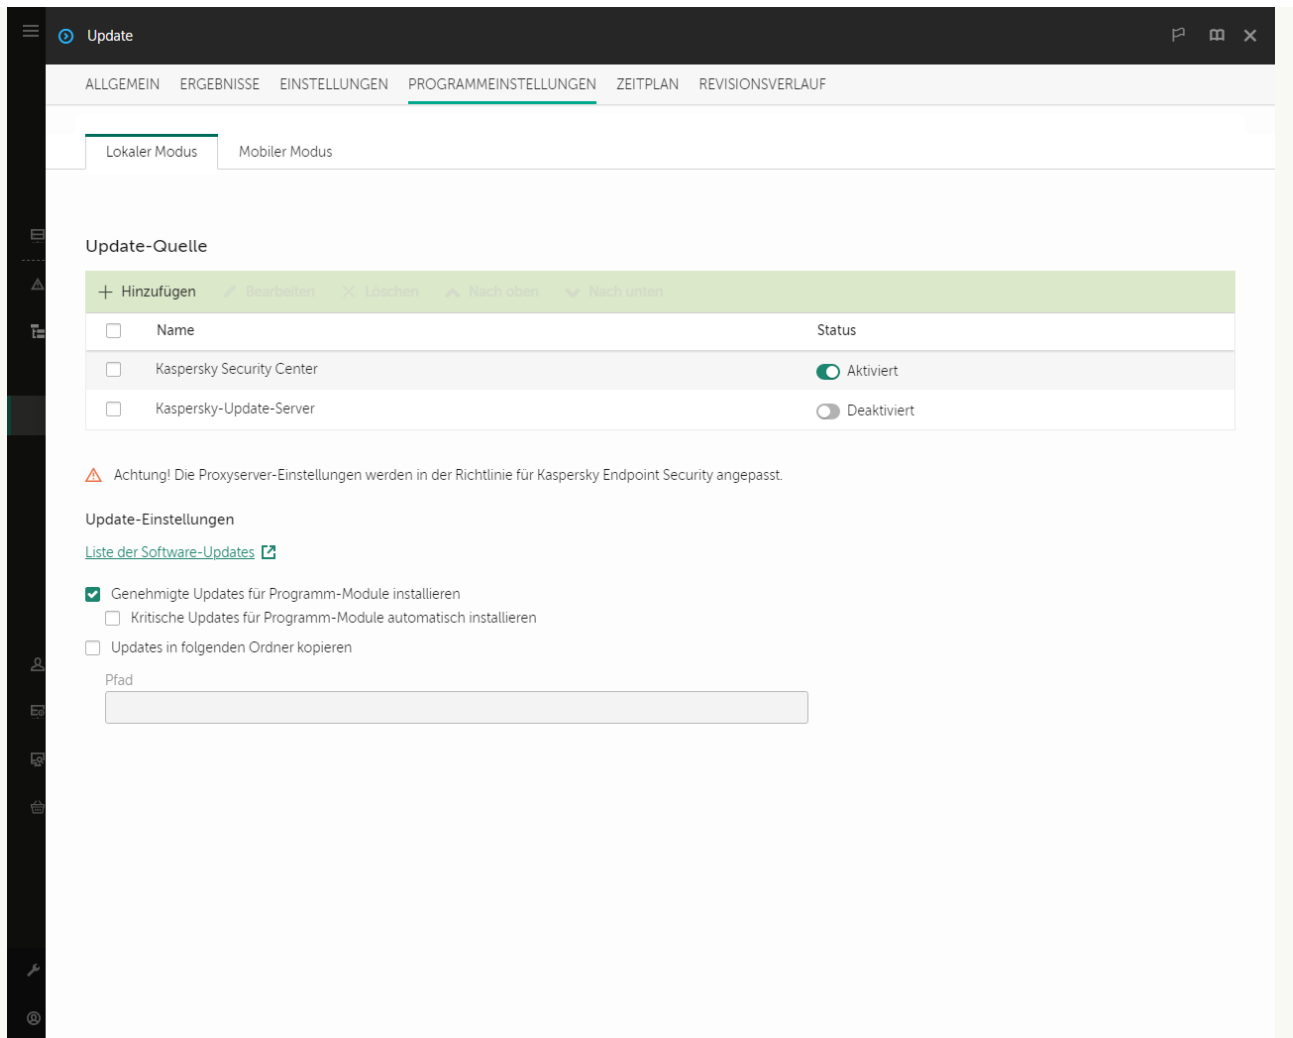 Update
ALLGEMEIN ERGEBNISSE EINSTELLUNGEN PROGRAMMEINSTELLUNGEN ZEITPLAN REVISIONSVERLAUF
Lokaler Modus Mobiler Modus
Update-Quelle
Hinzufügen Bearbeiten Löschen Nach oben Nach unten
Name Status
Kaspersky Security Center Aktiviert
Kaspersky-Update-Server Deaktiviert
Achtung! Die Proxyserver-Einstellungen werden in der Richtlinie für Kaspersky Endpoint Security angepasst.
Update-Einstellungen
Liste der Software-Updates
Genehmigte Updates für Programm-Module installieren
Kritische Updates für Programm-Module automatisch installieren
Updates in folgenden Ordner kopieren
Pfad